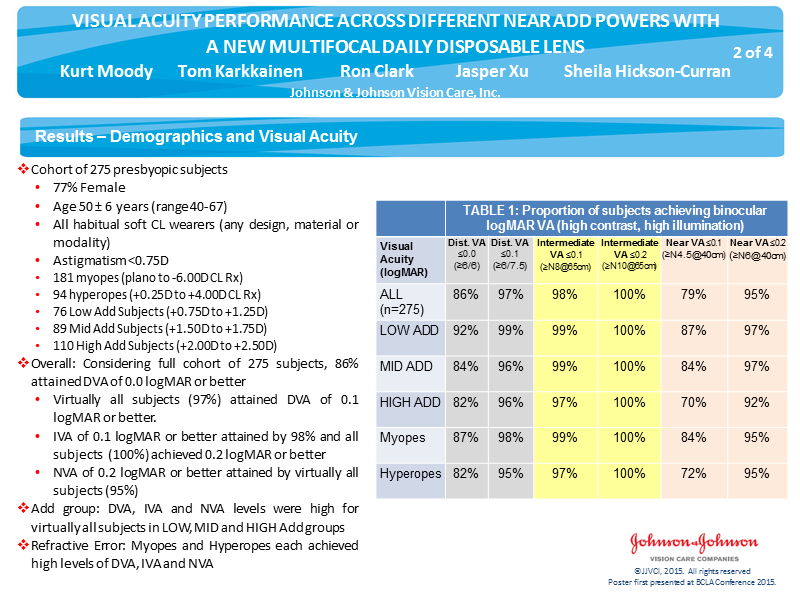 VISUAL ACUITY PERFORMANCE ACROSS DIFFERENT NEAR ADD POWERS WITH
A NEW MULTIFOCAL DAILY DISPOSABLE LENS
2 of 4
Kurt Moody Tom Karkkainen Ron Clark Jasper Xu Sheila Hickson-Curran
Johnson & Johnson Vision Care, Inc.
Results – Demographics and Visual Acuity
❖Cohort of 275 presbyopic subjects
• 77% Female
• Age 50 ± 6 years (range 40-67)
• All habitual soft CL wearers (any design, material or
modality)
• Astigmatism <0.75D
• 181 myopes (plano to -6.00D CL Rx)
• 94 hyperopes (+0.25D to +4.00D CL Rx)
• 76 Low Add Subjects (+0.75D to +1.25D)
• 89 Mid Add Subjects (+1.50D to +1.75D)
• 110 High Add Subjects (+2.00D to +2.50D)
❖Overall: Considering full cohort of 275 subjects, 86%
attained DVA of 0.0 logMAR or better
• Virtually all subjects (97%) attained DVA of 0.1
logMAR or better.
• IVA of 0.1 logMAR or better attained by 98% and all
subjects (100%) achieved 0.2 logMAR or better
• NVA of 0.2 logMAR or better attained by virtually all
subjects (95%)
❖Add group: DVA, IVA and NVA levels were high for
virtually all subjects in LOW, MID and HIGH Add groups
❖Refractive Error: Myopes and Hyperopes each achieved
high levels of DVA, IVA and NVA
TABLE 1: Proportion of subjects achieving binocular
logMAR VA (high contrast, high illumination)
Visual Acuity (logMAR) Dist. VA ≤0.0 (≥6/6) Dist. VA ≤0.1 (≥6/7.5) Intermediate VA ≤0.1 (≥N8@65cm) Intermediate VA ≤0.2 (≥N10@65cm) Near VA ≤0.1 (≥N4.5@40cm) Near VA ≤0.2 (≥N6@40cm)
ALL (n=275) 86% 97% 98% 100% 79% 95%
LOW ADD 92% 99% 99% 100% 87% 97%
MID ADD 84% 96% 99% 100% 84% 97%
HIGH ADD 82% 96% 97% 100% 70% 92%
Myopes 87% 98% 99% 100% 84% 95%
Hyperopes 82% 95% 97% 100% 72% 95%
Johnson & Johnson
VISION CARE COMPANIES
© JJVCI, 2015. All rights reserved
Poster first presented at BCLA Conference 2015.